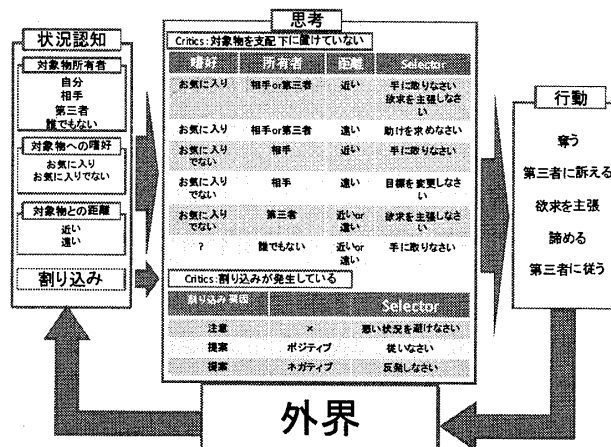 状況認知
対象物所有者
自分
相手
第三者
誰でもない
対象物への嗜好
お気に入り
お気に入りでない
対象物との距離
近い
遠い
割り込み
思考
Critics:対象物を支配下に置けていない
嗜好 所有者 距離 Selector
お気に入り 相手or第三者 近い 手に取りなさい
欲求を主張しなさ
い
お気に入り 相手or第三者 遠い 助けを求めなさい
お気に入り 相手 近い 手に取りなさい
でない
お気に入り 相手 遠い 目標を変更しなさ
でない い
お気に入り 第三者 近いor 欲求を主張しなさ
でない 遠い い
? 誰でもない 近いor 手に取りなさい
遠い
Critics:割り込みが発生している
割り込み要因 Selector
注意 × 悪い状況を避けなさい
提案 ポジティブ 従いなさい
提案 ネガティブ 反発しなさい
行動
奪う
第三者に訴える
欲求を主張
諦める
第三者に従う
外界